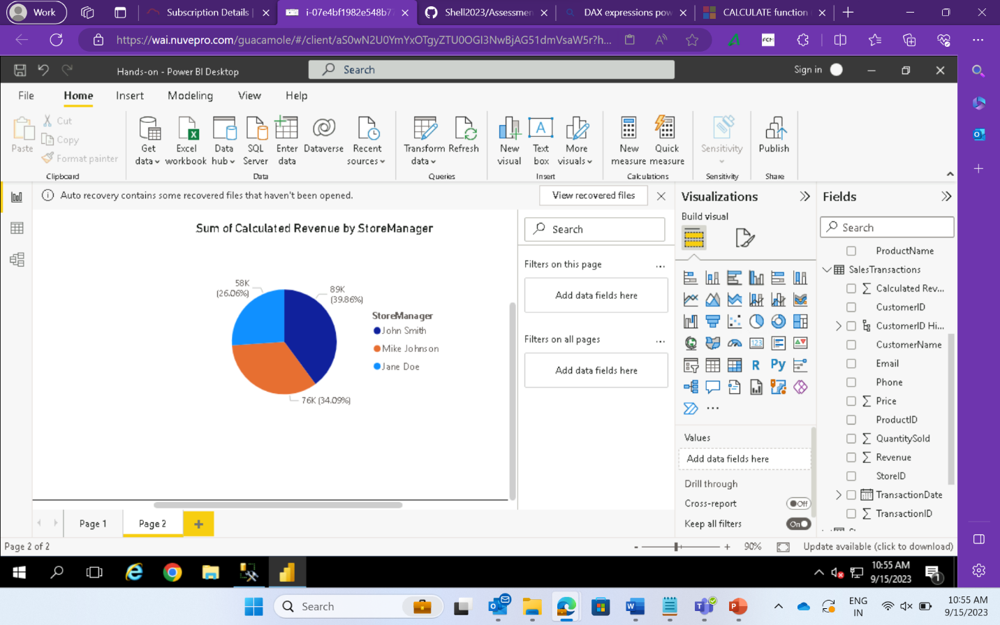 Work
Subscription Details |
i-07e4bf1982e548b77
Shell2023/Assessmen
DAX expressions pow
CALCULATE function
https://wai.nuvepro.com/guacamole/#/client/aS0wN2U0YmYxOTgyZTU0OGI3NwBjAG51dmVsaW5r?h...
FCM
Hands-on - Power BI Desktop
Search
Sign in
File
Home
Insert
Modeling
View
Help
Paste
Cut
Copy
Format painter
Clipboard
Get data
Excel workbook
Data hub
SQL Server
Enter data
Dataverse
Recent sources
Data
Transform data
Refresh
Queries
New visual
Text box
More visuals
Insert
New measure
Quick measure
Calculations
Sensitivity
Sensitivity
Publish
Share
Auto recovery contains some recovered files that haven't been opened.
View recovered files
Sum of Calculated Revenue by StoreManager
58K
(26.06%)
89K
(39.86%)
76K (34.09%)
StoreManager
John Smith
Mike Johnson
Jane Doe
Search
Filters on this page
...
Add data fields here
Filters on all pages
...
Add data fields here
Visualizations
Build visual
123
R
Py
...
Values
Add data fields here
Drill through
Cross-report
Off
Keep all filters
On
Fields
Search
ProductName
SalesTransactions
Calculated Rev...
CustomerID
CustomerID Hi...
CustomerName
Email
Phone
Price
ProductID
QuantitySold
Revenue
StoreID
TransactionDate
TransactionID
Page 1
Page 2
Page 2 of 2
- + 90%
Update available (click to download)
10:55 AM
9/15/2023
1
Search
ENG
IN
10:55 AM
9/15/2023